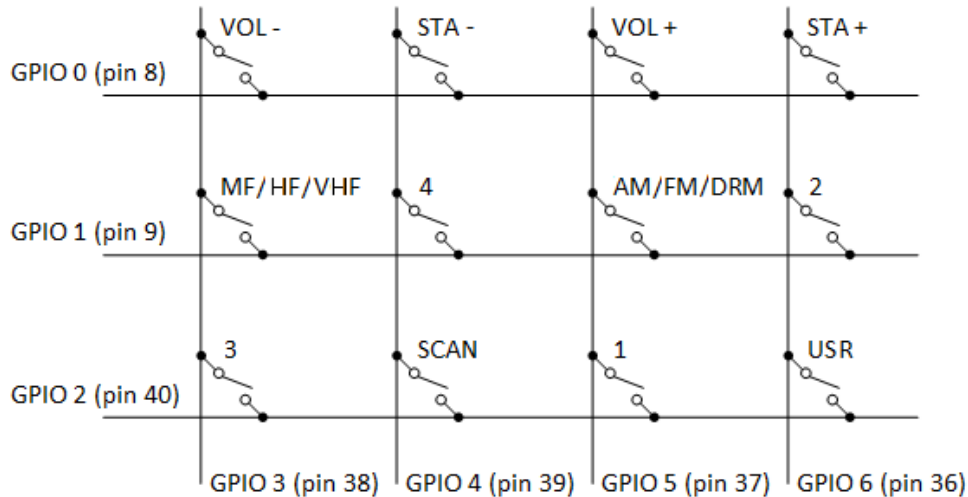 VOL - STA - VOL + STA +
GPIO 0 (pin 8)
MF/HF/VHF 4 AM/FM/DRM 2
GPIO 1 (pin 9)
3 SCAN 1 USR
GPIO 2 (pin 40)
GPIO 3 (pin 38) GPIO 4 (pin 39) GPIO 5 (pin 37) GPIO 6 (pin 36)